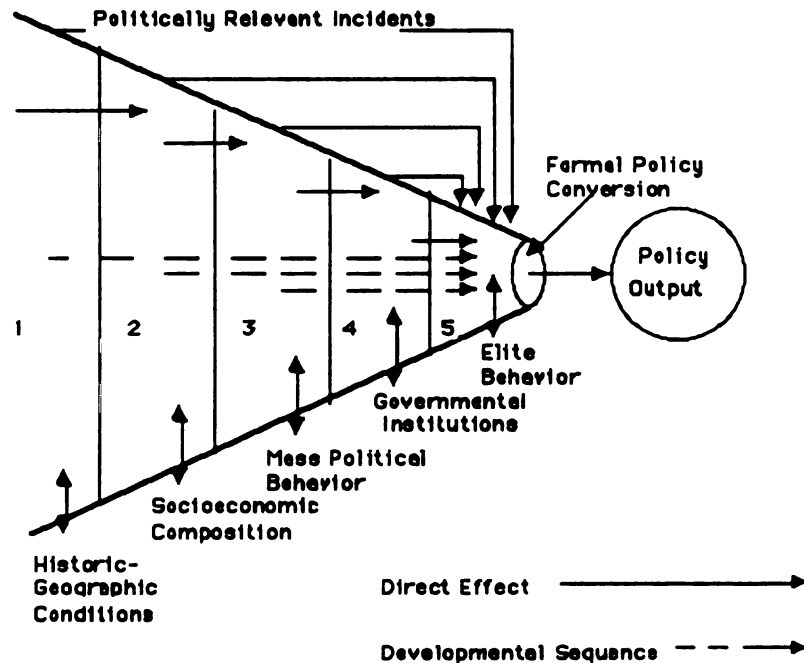 Politically Relevant Incidents
Formal Policy
Conversion
Policy
Output
1
2
3
4
5
Elite
Behavior
Governmental
Institutions
Mass Political
Behavior
Socioeconomic
Composition
Historic-
Geographic
Conditions
Direct Effect
Developmental Sequence